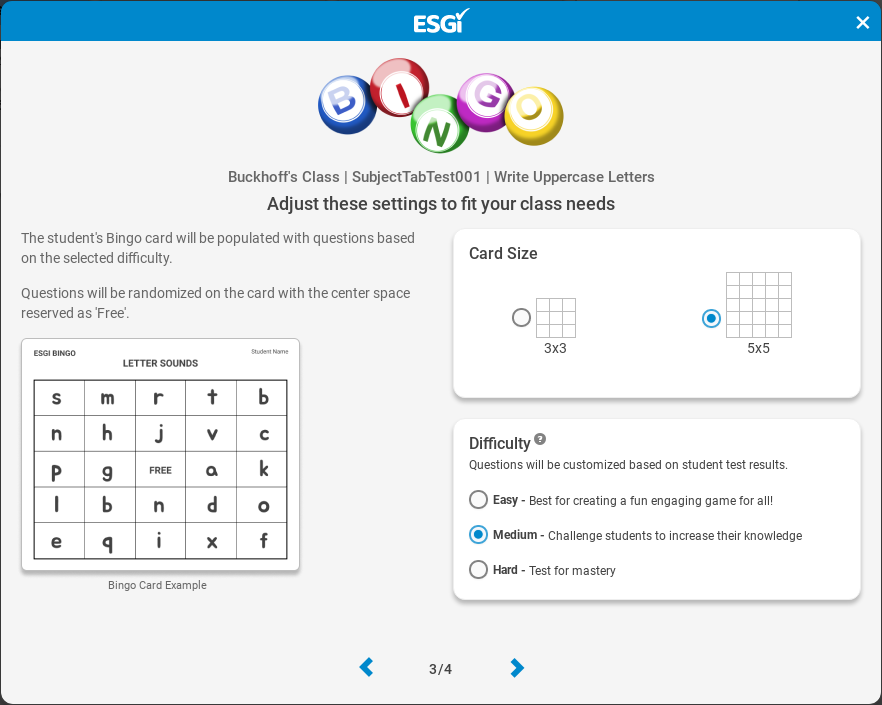 ESGi
B I N G O
Buckhoff's Class | SubjectTabTest001 | Write Uppercase Letters
Adjust these settings to fit your class needs
The student's Bingo card will be populated with questions based
on the selected difficulty.
Questions will be randomized on the card with the center space
reserved as 'Free'.
ESGI BINGO
Student Name
LETTER SOUNDS
s m r t b
n h j v c
p g FREE a k
l b n d o
e q i x f
Bingo Card Example
Card Size
3x3
5x5
Difficulty ?
Questions will be customized based on student test results.
Easy - Best for creating a fun engaging game for all!
Medium - Challenge students to increase their knowledge
Hard - Test for mastery
3/4